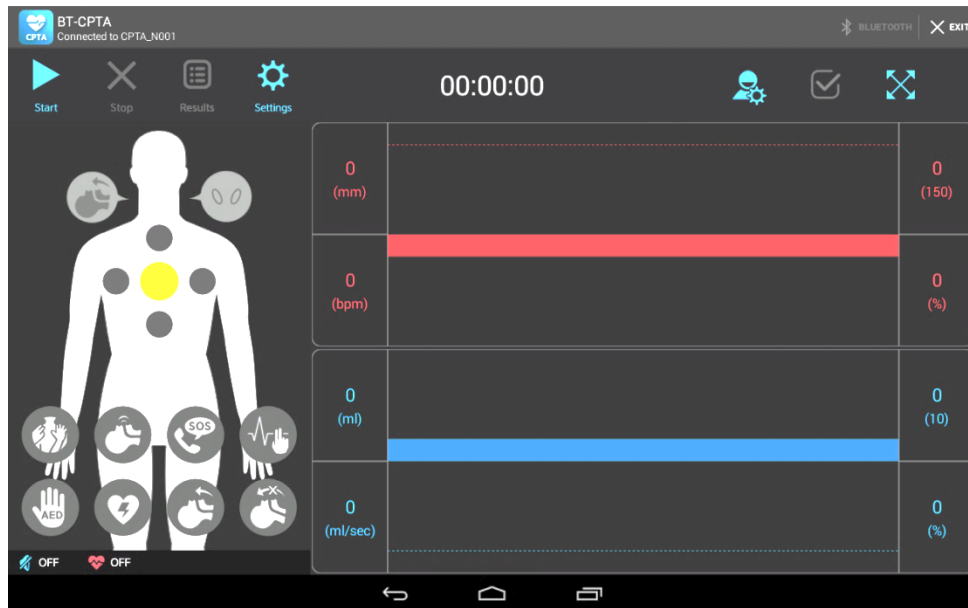 BT-CPTA
CPTA
Connected to CPTA_N001
BLUETOOTH
EXIT
Start
Stop
Results
Settings
00:00:00
0
(mm)
0
(150)
0
(bpm)
0
(%)
0
(ml)
0
(10)
0
(ml/sec)
0
(%)
SOS
AED
OFF
OFF